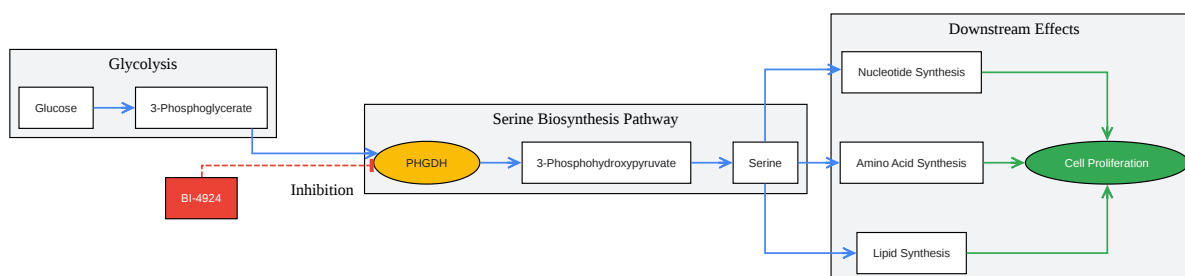 Glycolysis
Glucose
3-Phosphoglycerate
BI-4924
Inhibition
Serine Biosynthesis Pathway
PHGDH
3-Phosphohydroxypyruvate
Serine
Downstream Effects
Nucleotide Synthesis
Amino Acid Synthesis
Lipid Synthesis
Cell Proliferation